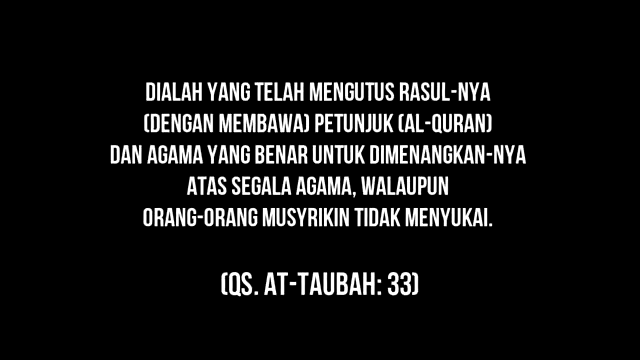 DIALAH YANG TELAH MENGUTUS RASUL-NYA
(DENGAN MEMBAWA) PETUNJUK (AL-QURAN)
DAN AGAMA YANG BENAR UNTUK DIMENANGKAN-NYA
ATAS SEGALA AGAMA, WALAUPUN
ORANG-ORANG MUSYRIKIN TIDAK MENYUKAI.
(QS. AT-TAUBAH: 33)